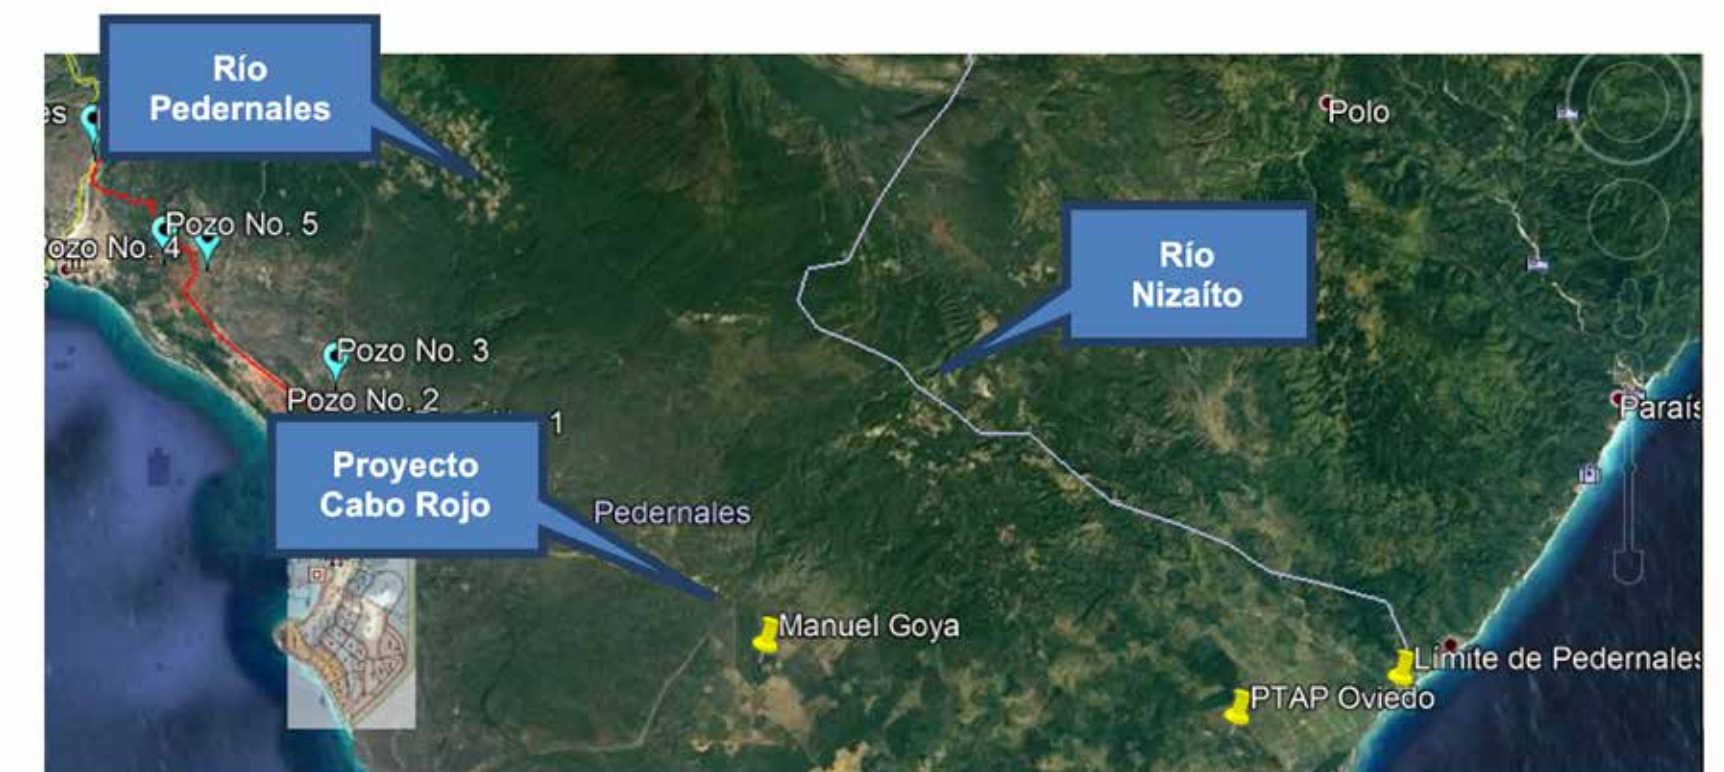 Río
Pedernales
Polo
es
Pozo No. 5
ozo No. 4
Río
Nizaíto
s
Pozo No. 3
Pozo No. 2
1
Paraís
Proyecto
Cabo Rojo
Pedernales
Manuel Goya
Límite de Pedernales
PTAP Oviedo